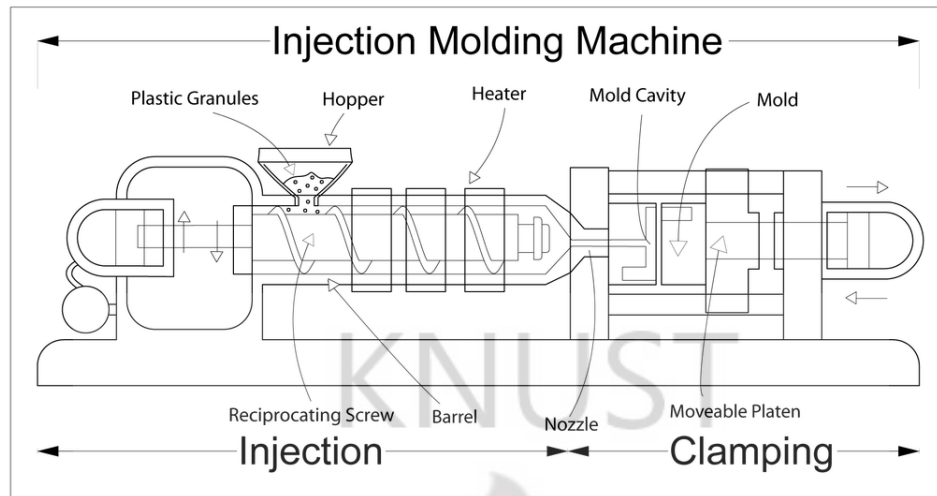 Injection Molding Machine
Plastic Granules
Hopper
Heater
Mold Cavity
Mold
KNUST
Reciprocating Screw
Barrel
Nozzle
Moveable Platen
Injection
Clamping